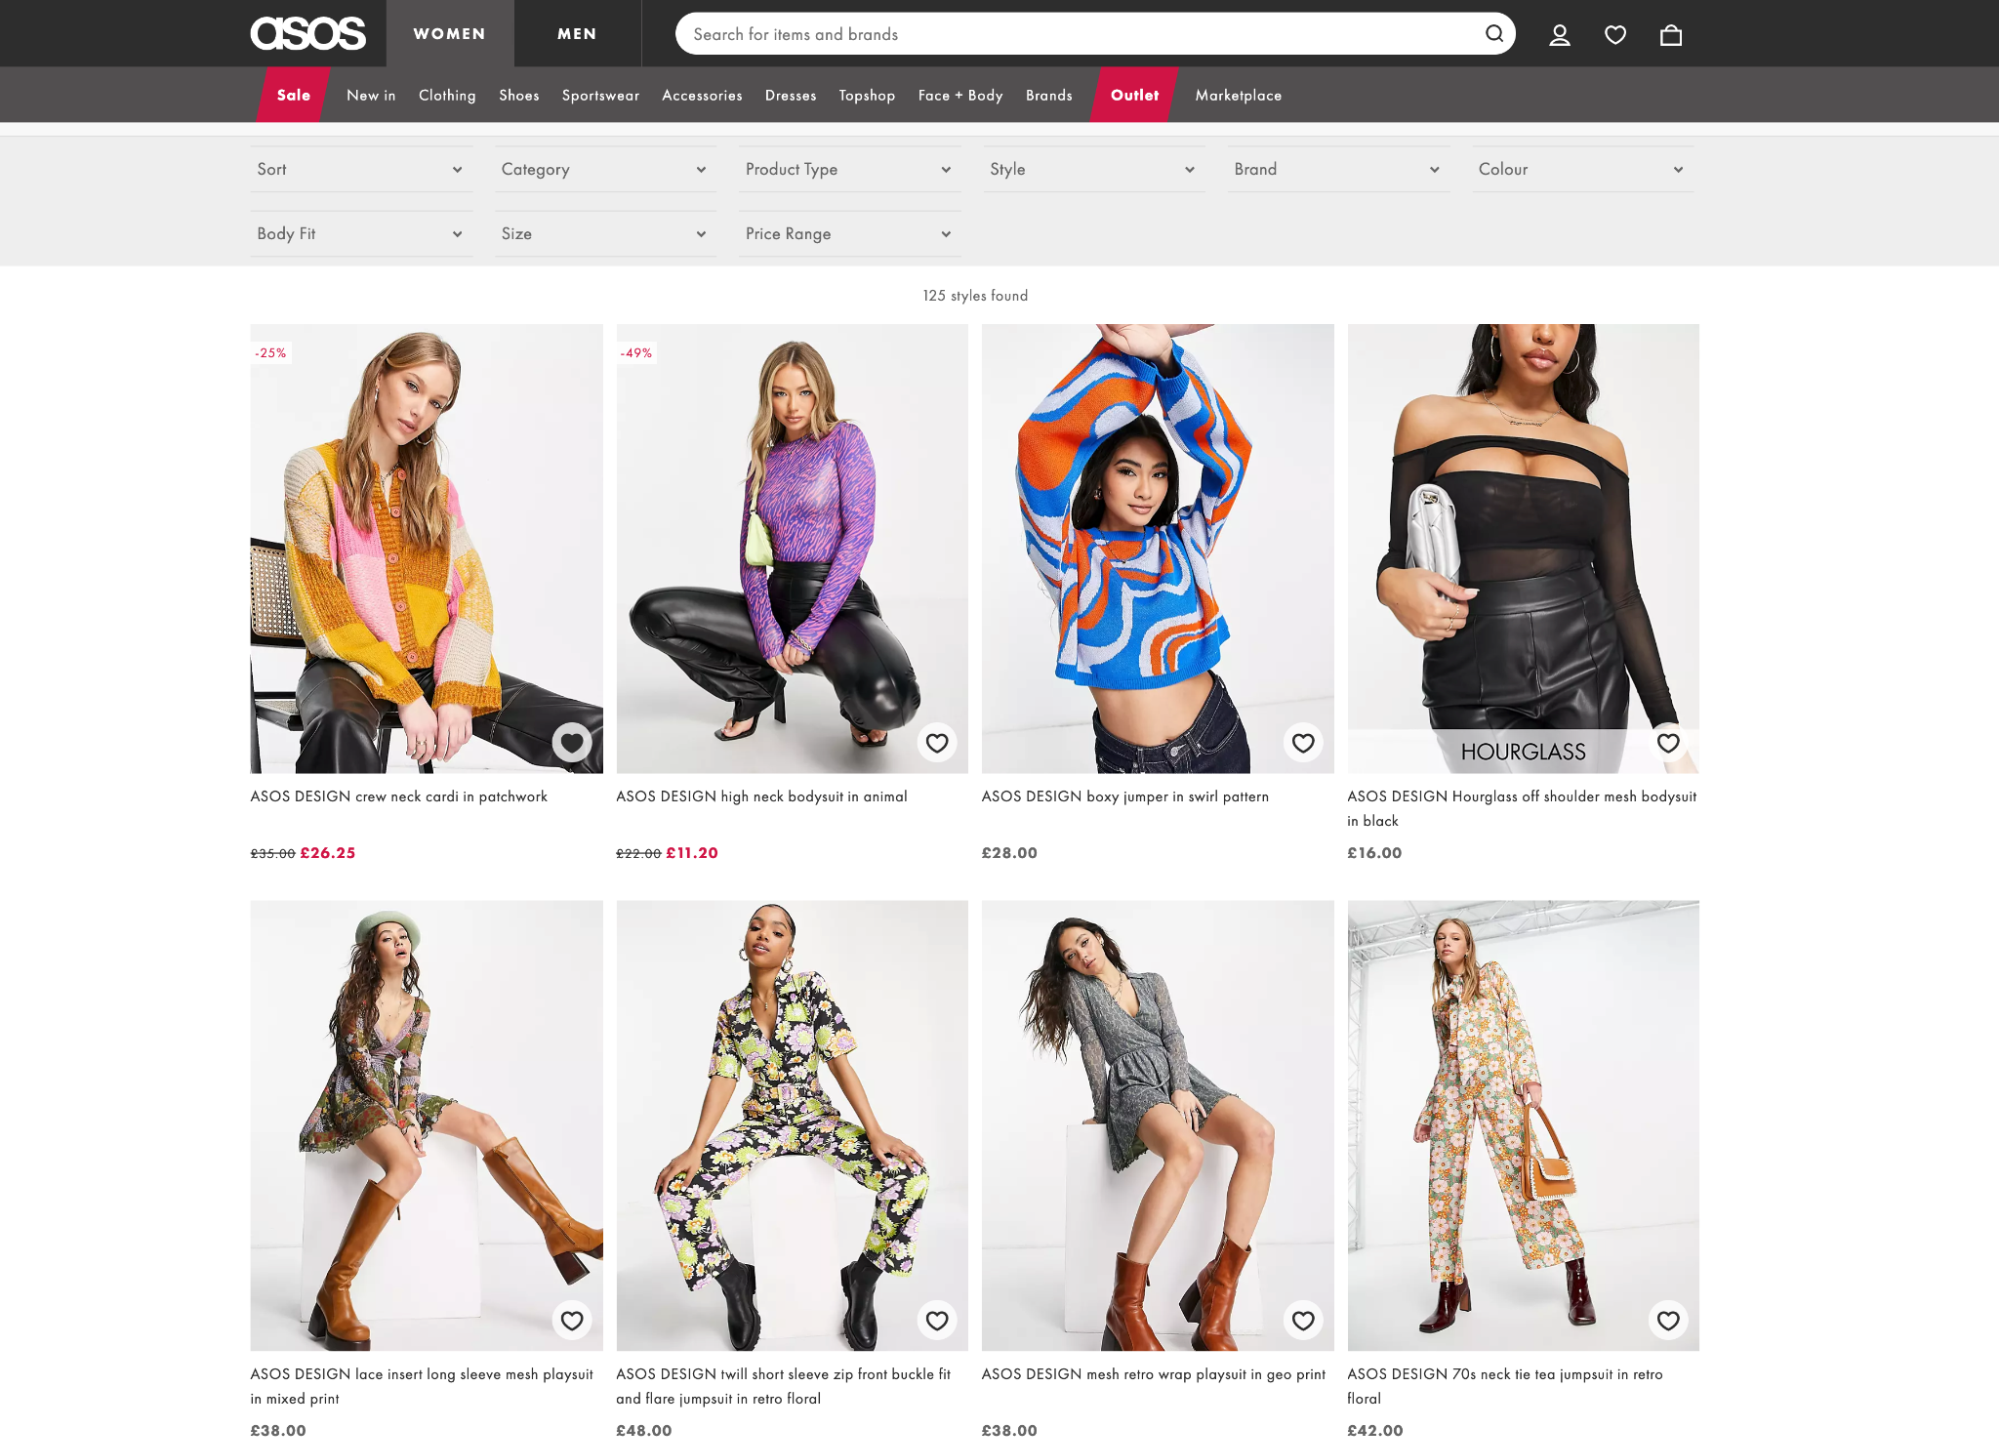 asos
WOMEN
MEN
Search for items and brands
Sale
New in
Clothing
Shoes
Sportswear
Accessories
Dresses
Topshop
Face + Body
Brands
Outlet
Marketplace
Sort
Category
Product Type
Style
Brand
Colour
Body Fit
Size
Price Range
125 styles found
-25%
ASOS DESIGN crew neck cardi in patchwork
£35.00 £26.25
-49%
ASOS DESIGN high neck bodysuit in animal
£22.00 £11.20
ASOS DESIGN boxy jumper in swirl pattern
£28.00
HOURGLASS
ASOS DESIGN Hourglass off shoulder mesh bodysuit
in black
£16.00
ASOS DESIGN lace insert long sleeve mesh playsuit
in mixed print
£38.00
ASOS DESIGN twill short sleeve zip front buckle fit
and flare jumpsuit in retro floral
£48.00
ASOS DESIGN mesh retro wrap playsuit in geo print
£38.00
ASOS DESIGN 70s neck tie tea jumpsuit in retro
floral
£42.00